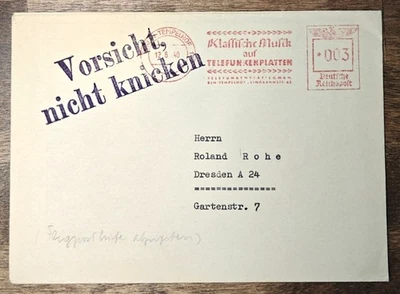 Vorsicht,
nicht knicken
Klassische Musik
auf
TELEFUNKENPLATTEN
003
Deutsche
Reichspost
Herrn
Roland Rohe
Dresden A 24
Gartenstr. 7